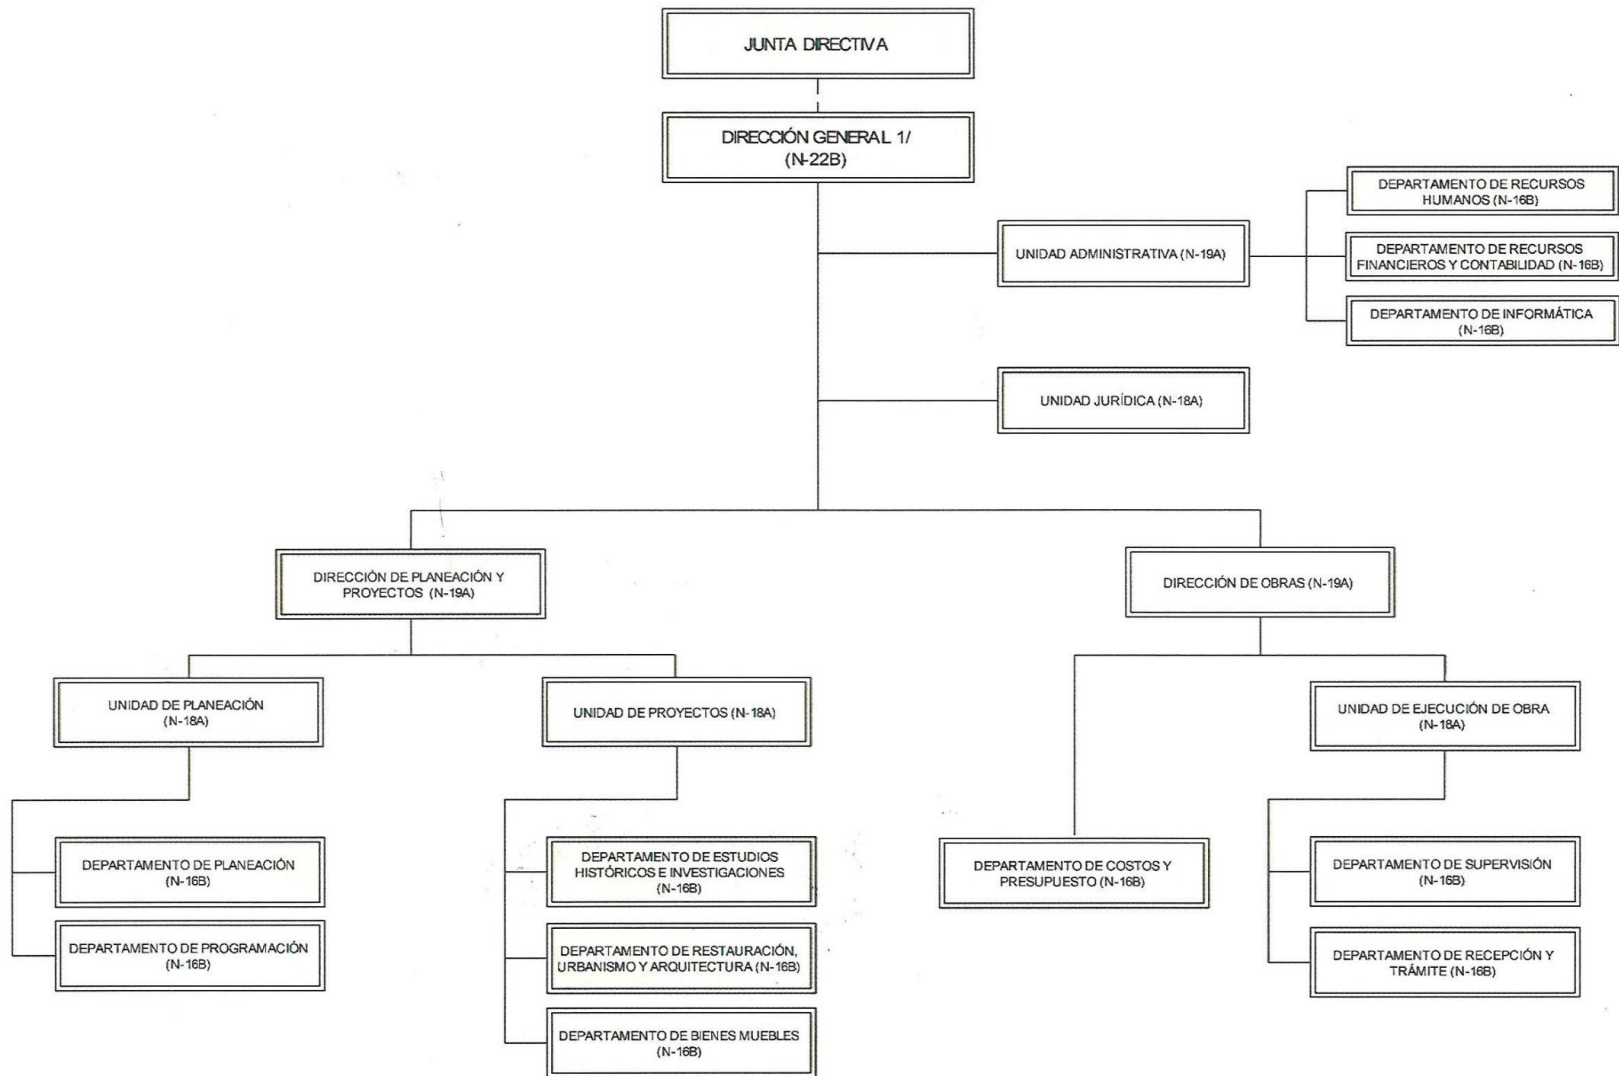 JUNTA DIRECTIVA
DIRECCIÓN GENERAL 1/
(N-22B)
DEPARTAMENTO DE RECURSOS
HUMANOS (N-16B)
UNIDAD ADMINISTRATIVA (N-19A)
DEPARTAMENTO DE RECURSOS
FINANCIEROS Y CONTABILIDAD (N-16B)
DEPARTAMENTO DE INFORMÁTICA
(N-16B)
UNIDAD JURÍDICA (N-18A)
DIRECCIÓN DE PLANEACIÓN Y
PROYECTOS (N-19A)
DIRECCIÓN DE OBRAS (N-19A)
UNIDAD DE PLANEACIÓN
(N-18A)
UNIDAD DE PROYECTOS (N-18A)
UNIDAD DE EJECUCIÓN DE OBRA
(N-18A)
DEPARTAMENTO DE PLANEACIÓN
(N-16B)
DEPARTAMENTO DE ESTUDIOS
HISTÓRICOS E INVESTIGACIONES
(N-16B)
DEPARTAMENTO DE COSTOS Y
PRESUPUESTO (N-16B)
DEPARTAMENTO DE SUPERVISIÓN
(N-16B)
DEPARTAMENTO DE PROGRAMACIÓN
(N-16B)
DEPARTAMENTO DE RESTAURACIÓN,
URBANISMO Y ARQUITECTURA (N-16B)
DEPARTAMENTO DE RECEPCIÓN Y
TRÁMITE (N-16B)
DEPARTAMENTO DE BIENES MUEBLES
(N-16B)